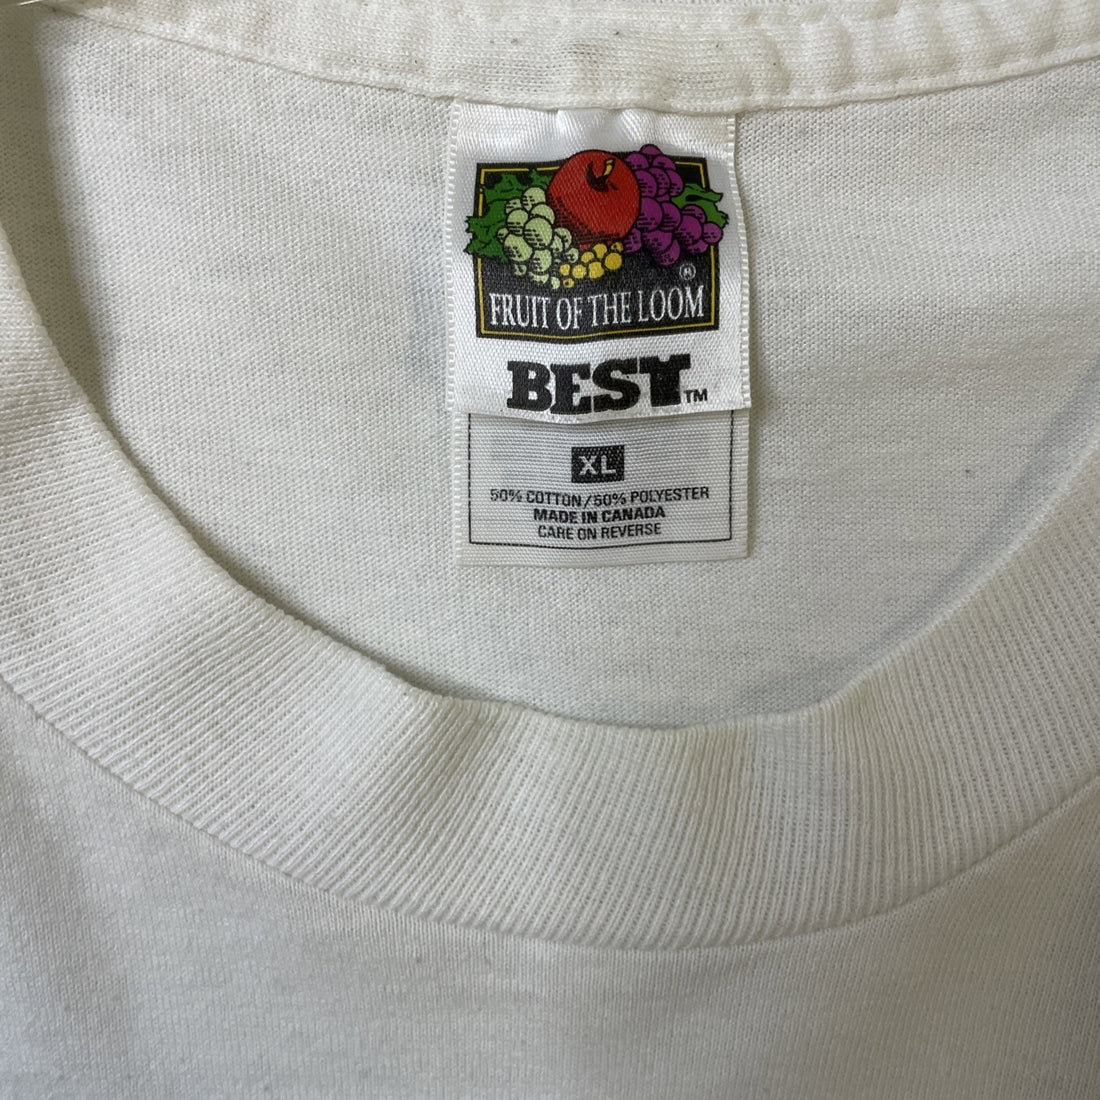 ®
FRUIT OF THE LOOM
BEST™
XL
50% COTTON/50% POLYESTER
MADE IN CANADA
CARE ON REVERSE